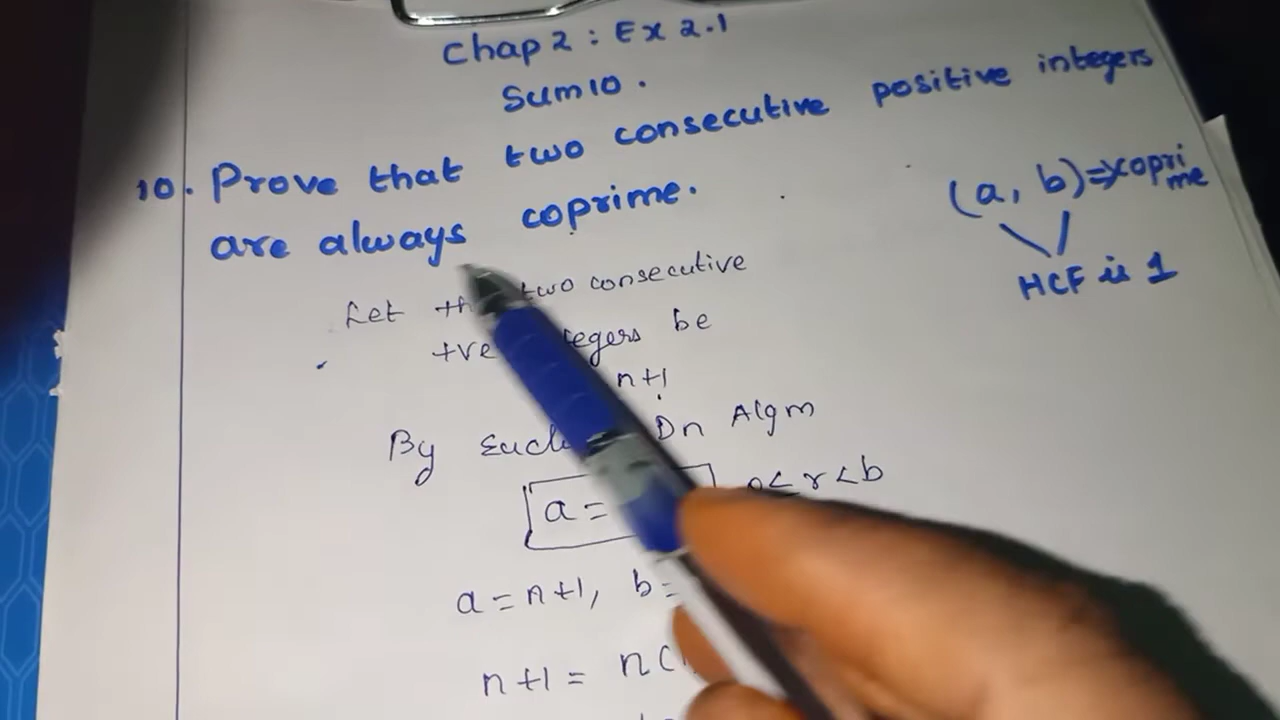 Chap 2 : Ex 2.1
Sum 10.
10. Prove that two consecutive positive integers
are always coprime.
(a, b) => coprime
HCF is 1
Let two consecutive
+ve be
n+1
By Dn Algm
a = 0 ≤ r < b
a = n+1, b =
n+1 = n(